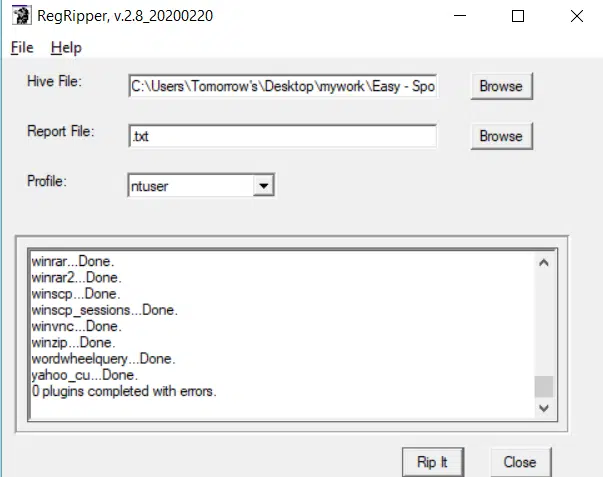 RegRipper, v.2.8_20200220
File Help
Hive File: C:\Users\Tomorrow's\Desktop\mywork\Easy - Spo Browse
Report File: .txt Browse
Profile: ntuser
winrar...Done.
winrar2...Done.
winscp...Done.
winscp_sessions...Done.
winvnc...Done.
winzip...Done.
wordwheelquery...Done.
yahoo_cu...Done.
0 plugins completed with errors.
Rip It Close